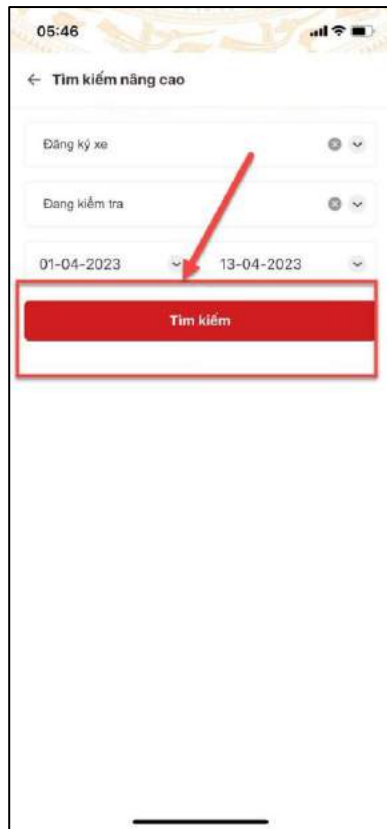 05:46
Tìm kiếm nâng cao
Đăng ký xe
Đang kiểm tra
01-04-2023 13-04-2023
Tìm kiếm